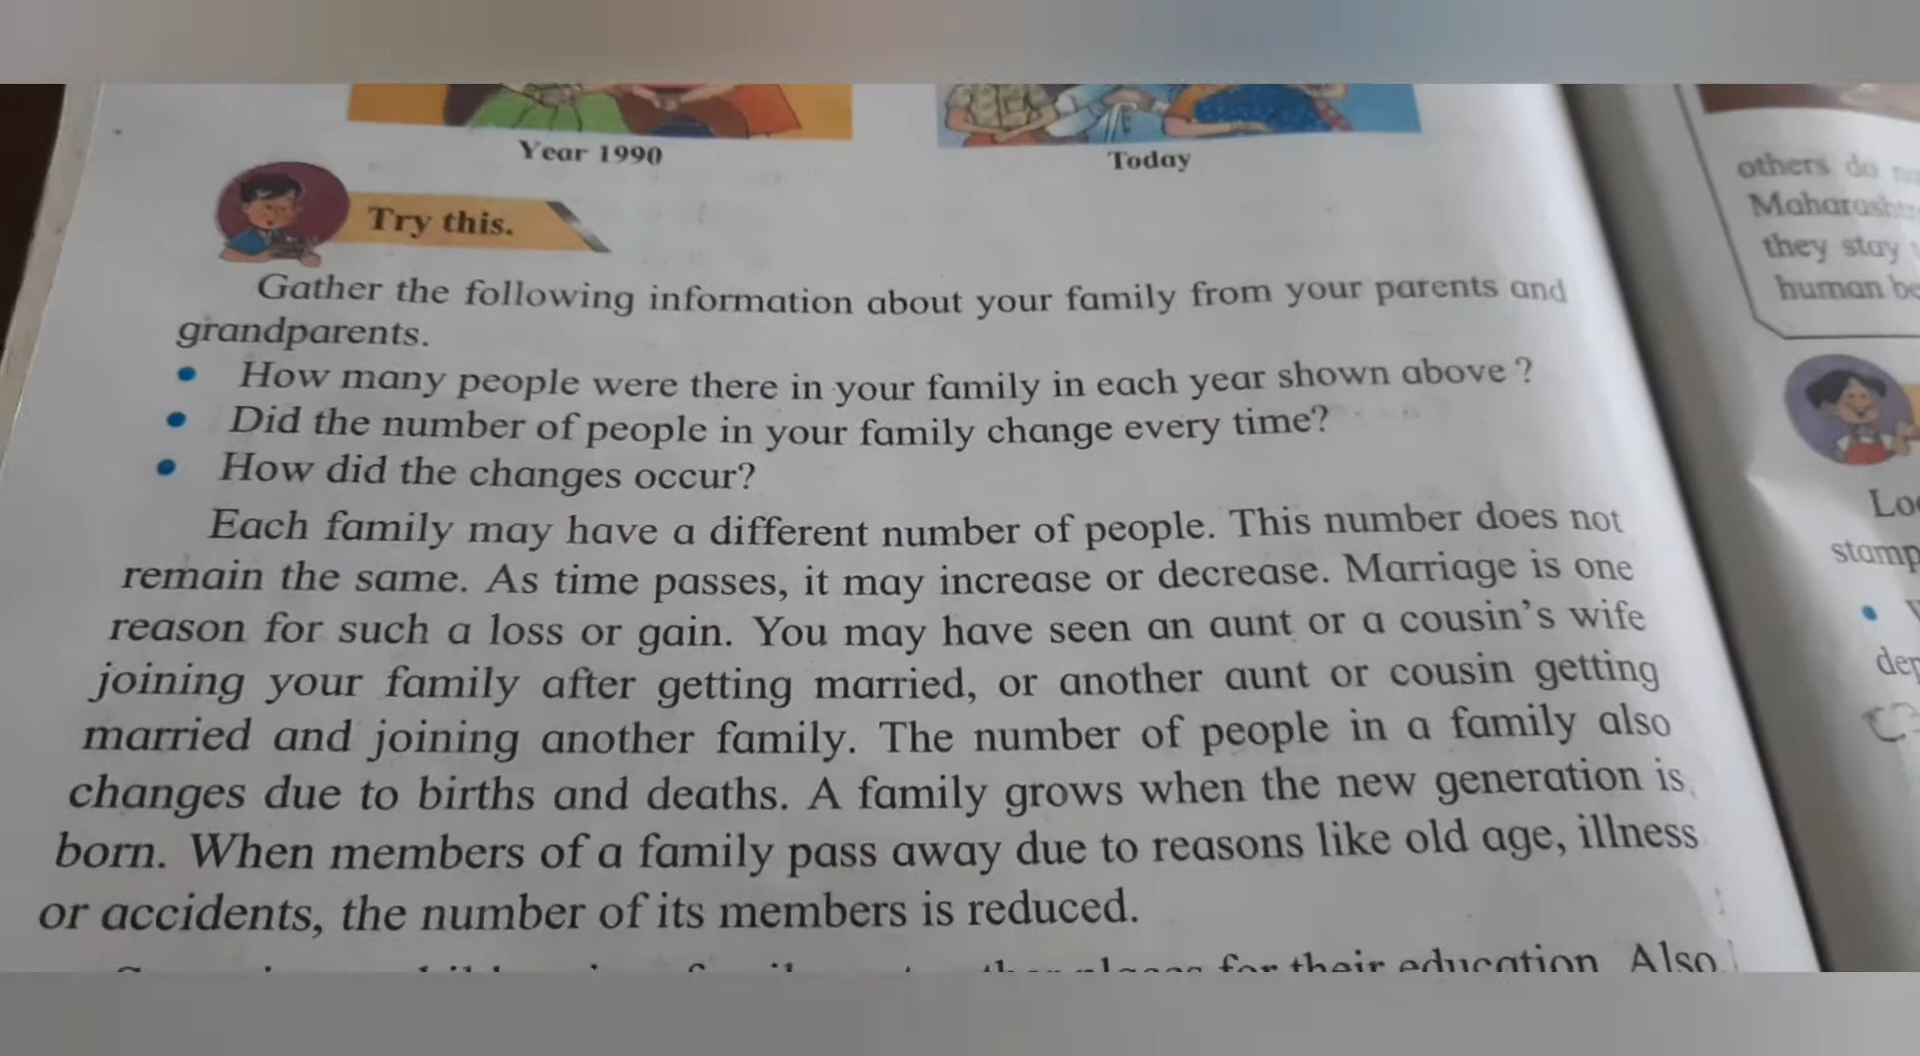 Year 1990
Today
Try this.
Gather the following information about your family from your parents and
grandparents.
• How many people were there in your family in each year shown above ?
• Did the number of people in your family change every time?
• How did the changes occur?
Each family may have a different number of people. This number does not
remain the same. As time passes, it may increase or decrease. Marriage is one
reason for such a loss or gain. You may have seen an aunt or a cousin's wife
joining your family after getting married, or another aunt or cousin getting
married and joining another family. The number of people in a family also
changes due to births and deaths. A family grows when the new generation is
born. When members of a family pass away due to reasons like old age, illness
or accidents, the number of its members is reduced.
for their education Also
others do
they stay
human